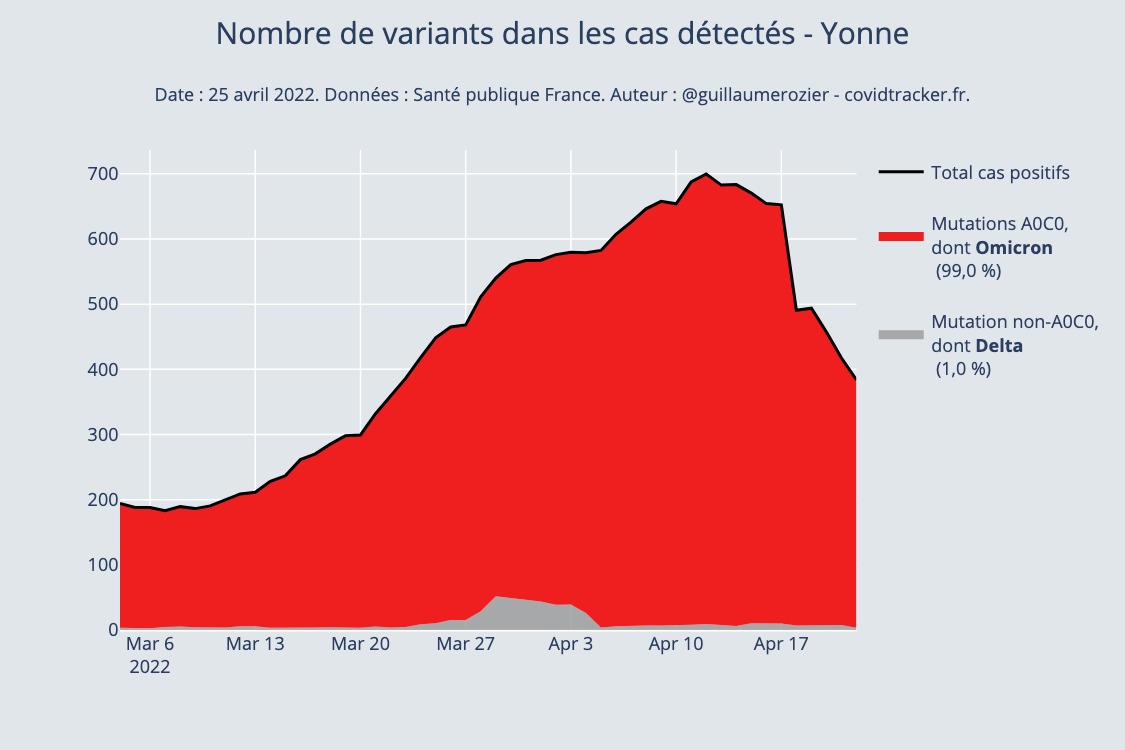 Nombre de variants dans les cas détectés - Yonne
Date : 25 avril 2022. Données : Santé publique France. Auteur : @guillaumerozier - covidtracker.fr.
700
600
500
400
300
200
100
0
Mar 6
2022
Mar 13
Mar 20
Mar 27
Apr 3
Apr 10
Apr 17
Total cas positifs
Mutations A0C0,
dont Omicron
(99,0 %)
Mutation non-A0C0,
dont Delta
(1,0 %)